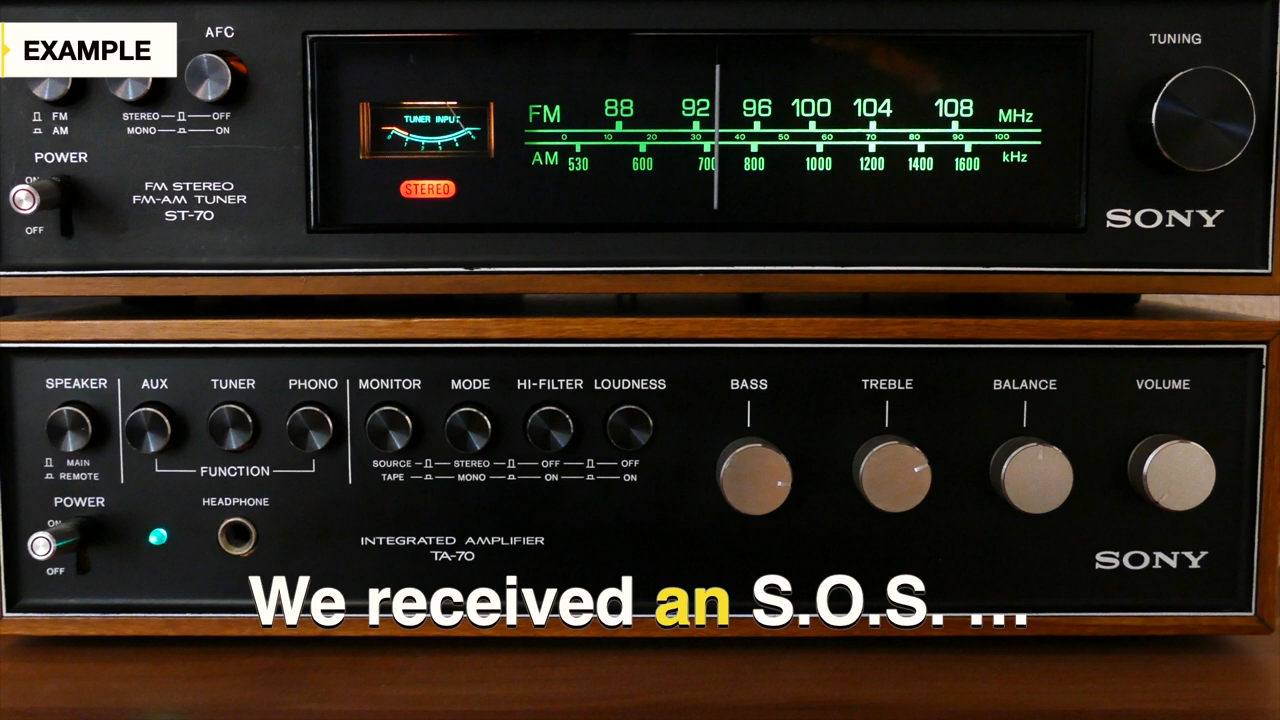 EXAMPLE
AFC
TUNING
FM
AM
STEREO OFF
MONO ON
POWER
ON
OFF
FM STEREO
FM-AM TUNER
ST-70
TUNER INPUT
STEREO
FM 88 92 96 100 104 108 MHz
0 10 20 30 40 50 60 70 80 90 100
AM 530 600 700 800 1000 1200 1400 1600 kHz
SONY
SPEAKER AUX TUNER PHONO MONITOR MODE HI-FILTER LOUDNESS BASS TREBLE BALANCE VOLUME
MAIN
REMOTE
FUNCTION
SOURCE STEREO OFF OFF
TAPE MONO ON ON
POWER
ON
OFF
HEADPHONE
INTEGRATED AMPLIFIER
TA-70
SONY
We received an S.O.S. ...